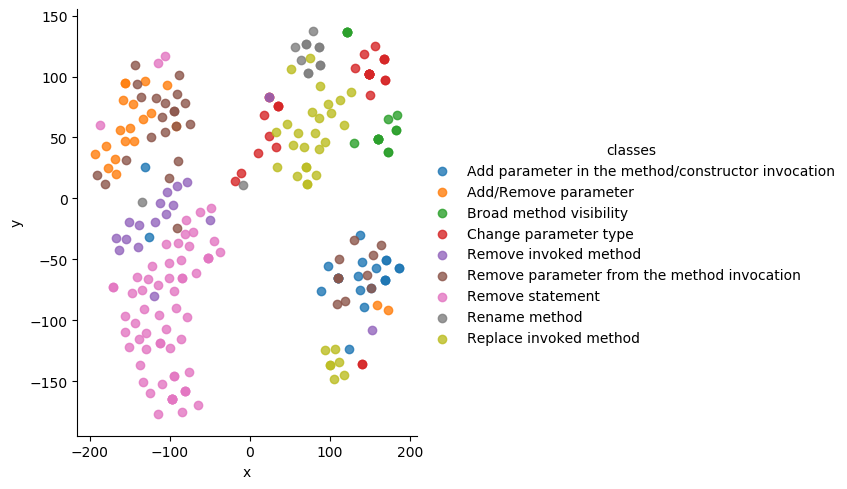 150
100
50
0
−50
−100
−150
y
−200
−100
0
100
200
x
classes
Add parameter in the method/constructor invocation
Add/Remove parameter
Broad method visibility
Change parameter type
Remove invoked method
Remove parameter from the method invocation
Remove statement
Rename method
Replace invoked method